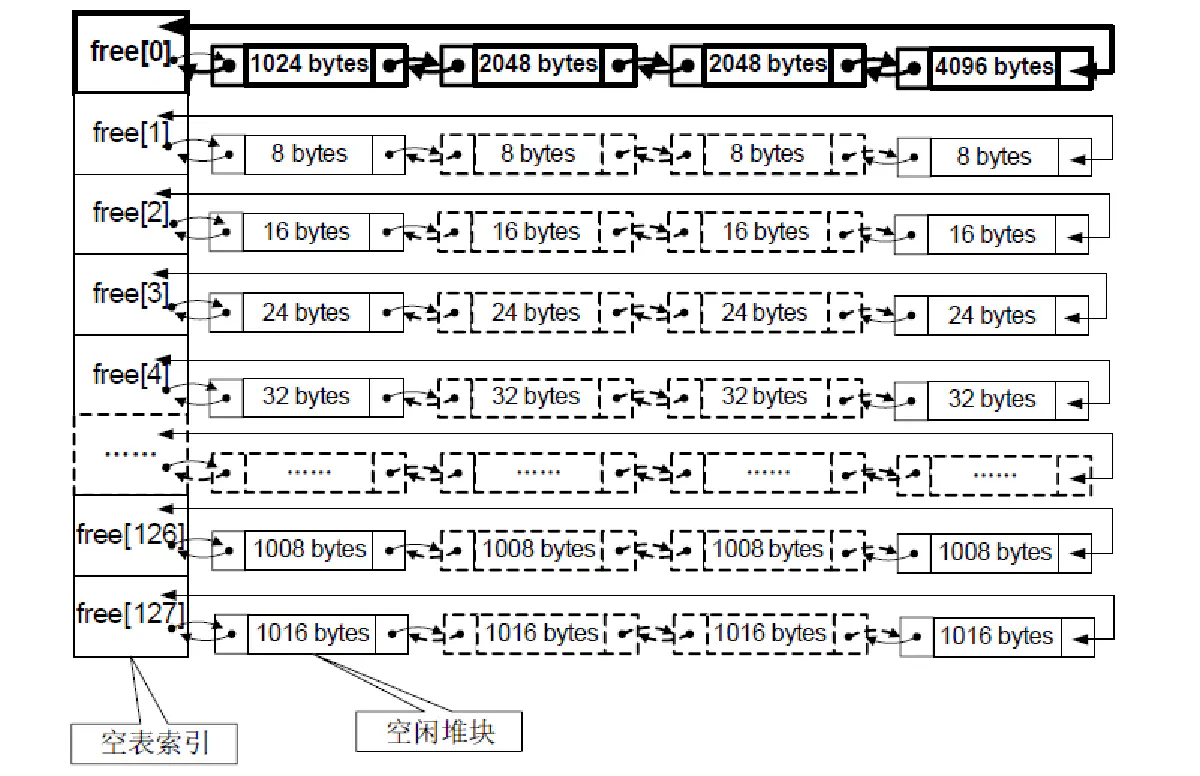 free[0]
1024 bytes
2048 bytes
2048 bytes
4096 bytes
free[1]
8 bytes
8 bytes
8 bytes
8 bytes
free[2]
16 bytes
16 bytes
16 bytes
16 bytes
free[3]
24 bytes
24 bytes
24 bytes
24 bytes
free[4]
32 bytes
32 bytes
32 bytes
32 bytes
……
……
……
……
……
free[126]
1008 bytes
1008 bytes
1008 bytes
1008 bytes
free[127]
1016 bytes
1016 bytes
1016 bytes
1016 bytes
空表索引
空闲堆块